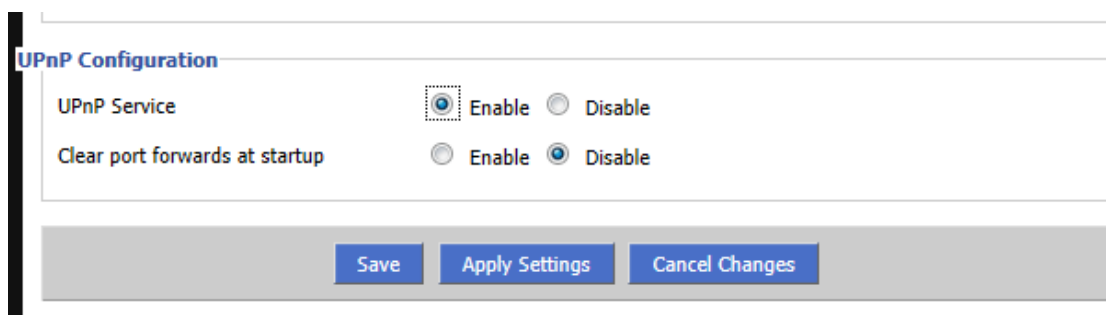 UPnP Configuration
UPnP Service Enable Disable
Clear port forwards at startup Enable Disable
Save Apply Settings Cancel Changes